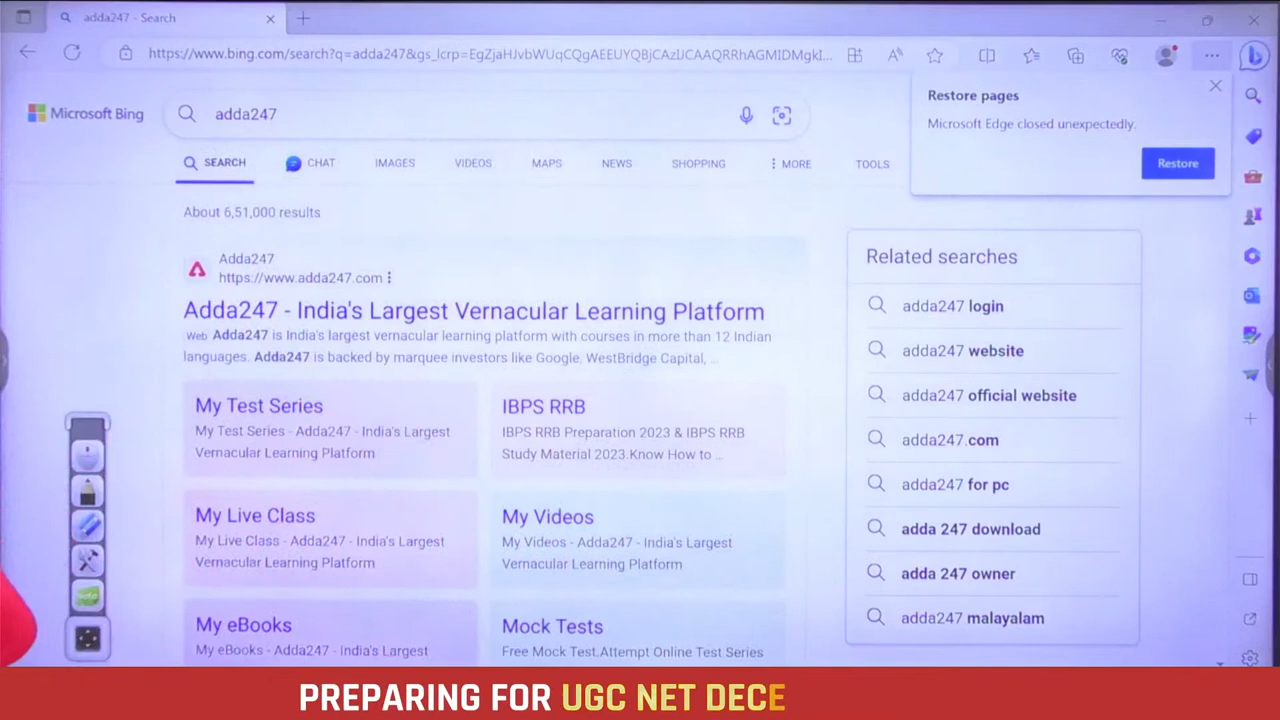 adda247 - Search
https://www.bing.com/search?q=adda247&gs_lcrp=EgZjaHJvbWUqCQgAEEUYQBjCAzIJCAAQRRhAGMIDMgkI...
Microsoft Bing
adda247
SEARCH
CHAT
IMAGES
VIDEOS
MAPS
NEWS
SHOPPING
MORE
TOOLS
Restore pages
Microsoft Edge closed unexpectedly.
Restore
About 6,51,000 results
Adda247
https://www.adda247.com
Adda247 - India's Largest Vernacular Learning Platform
Web Adda247 is India's largest vernacular learning platform with courses in more than 12 Indian
languages. Adda247 is backed by marquee investors like Google, WestBridge Capital, ...
My Test Series
My Test Series - Adda247 - India's Largest
Vernacular Learning Platform
IBPS RRB
IBPS RRB Preparation 2023 & IBPS RRB
Study Material 2023.Know How to ...
My Live Class
My Live Class - Adda247 - India's Largest
Vernacular Learning Platform
My Videos
My Videos - Adda247 - India's Largest
Vernacular Learning Platform
My eBooks
My eBooks - Adda247 - India's Largest
Mock Tests
Free Mock Test.Attempt Online Test Series
Related searches
adda247 login
adda247 website
adda247 official website
adda247.com
adda247 for pc
adda 247 download
adda 247 owner
adda247 malayalam
PREPARING FOR UGC NET DECE